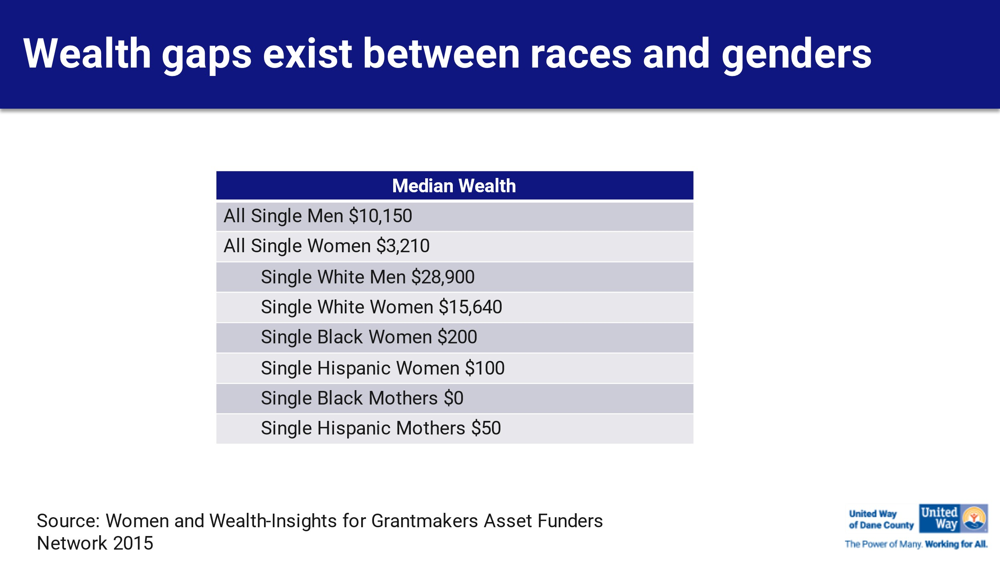 Wealth gaps exist between races and genders
Median Wealth
All Single Men $10,150
All Single Women $3,210
Single White Men $28,900
Single White Women $15,640
Single Black Women $200
Single Hispanic Women $100
Single Black Mothers $0
Single Hispanic Mothers $50
Source: Women and Wealth-Insights for Grantmakers Asset Funders
Network 2015
United Way
of Dane County
United
Way
The Power of Many. Working for All.